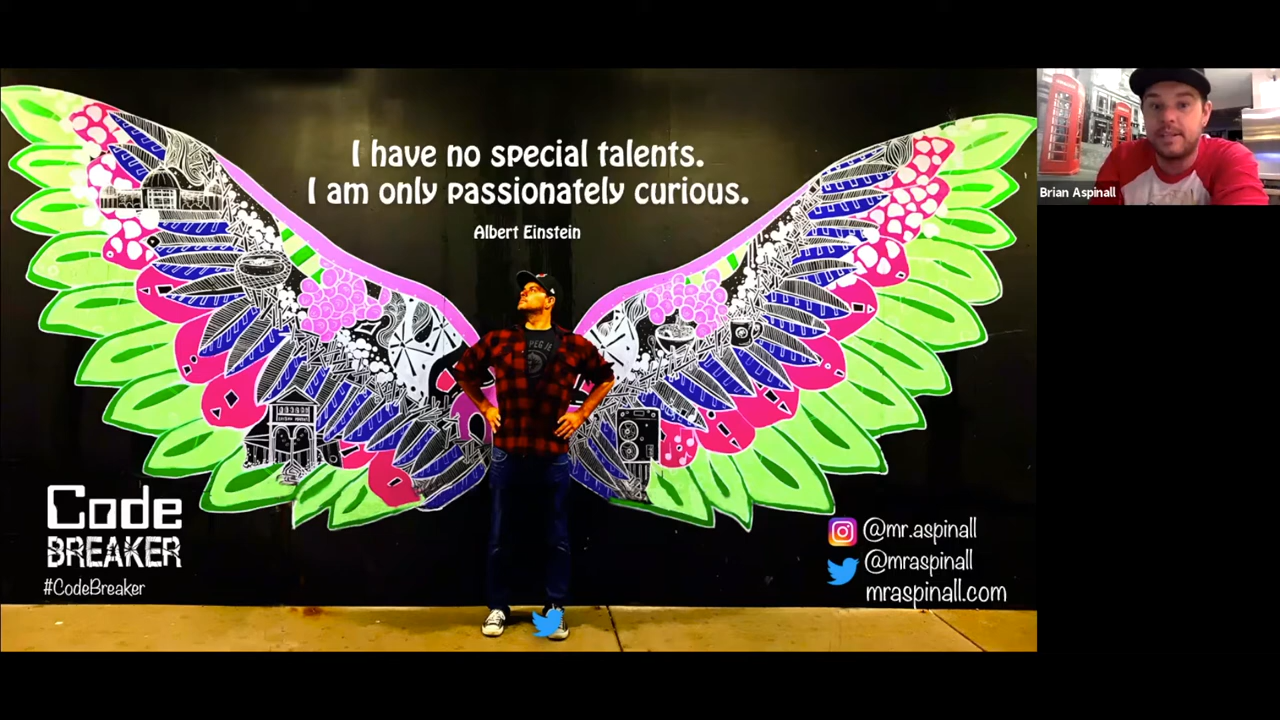 I have no special talents.
I am only passionately curious.
Albert Einstein
Code
BREAKER
#CodeBreaker
@mr.aspinall
@mraspinall
mraspinall.com
Brian Aspinall